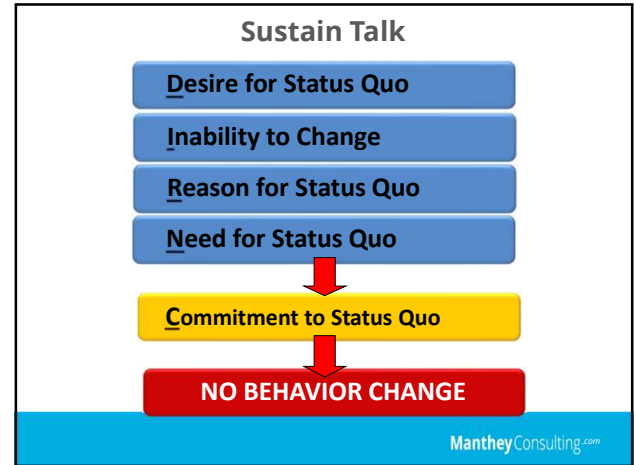 Sustain Talk
Desire for Status Quo
Inability to Change
Reason for Status Quo
Need for Status Quo
Commitment to Status Quo
NO BEHAVIOR CHANGE
MantheyConsulting.com